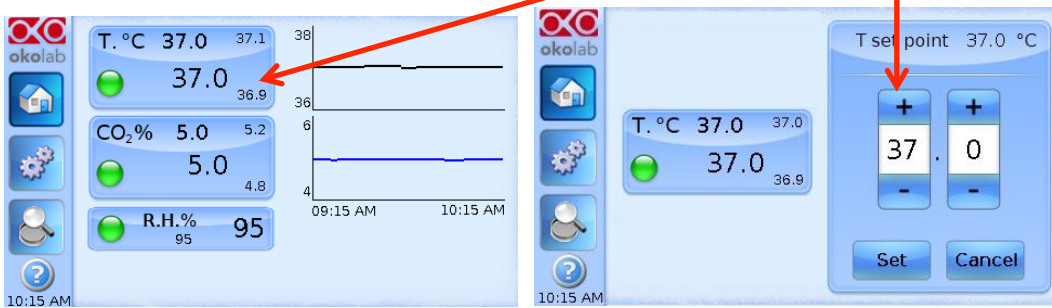 OKO
okolab
T. °C 37.0 37.1
37.0
36.9
CO₂% 5.0 5.2
5.0
4.8
R.H.%
95
95
38
36
6
4
09:15 AM 10:15 AM
10:15 AM
OKO
okolab
T. °C 37.0 37.0
37.0
36.9
T set point 37.0 °C
+ +
37 . 0
- -
Set Cancel
?
10:15 AM